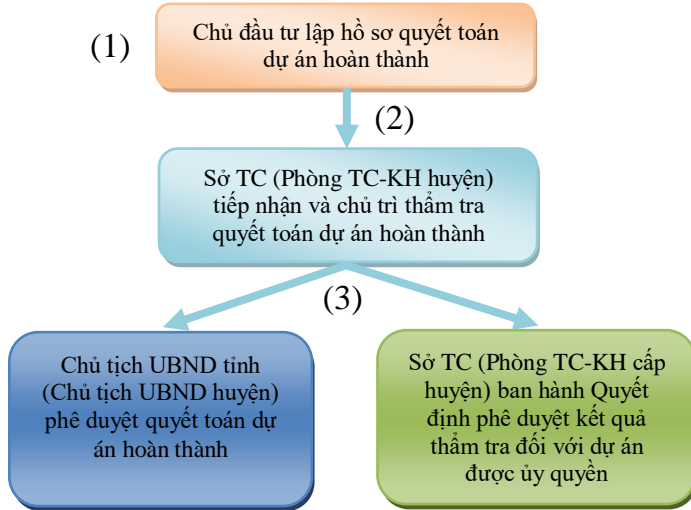 (1)
Chủ đầu tư lập hồ sơ quyết toán
dự án hoàn thành
(2)
Sở TC (Phòng TC-KH huyện)
tiếp nhận và chủ trì thẩm tra
quyết toán dự án hoàn thành
(3)
Chủ tịch UBND tỉnh
(Chủ tịch UBND huyện)
phê duyệt quyết toán dự
án hoàn thành
Sở TC (Phòng TC-KH cấp
huyện) ban hành Quyết
định phê duyệt kết quả
thẩm tra đối với dự án
được ủy quyền